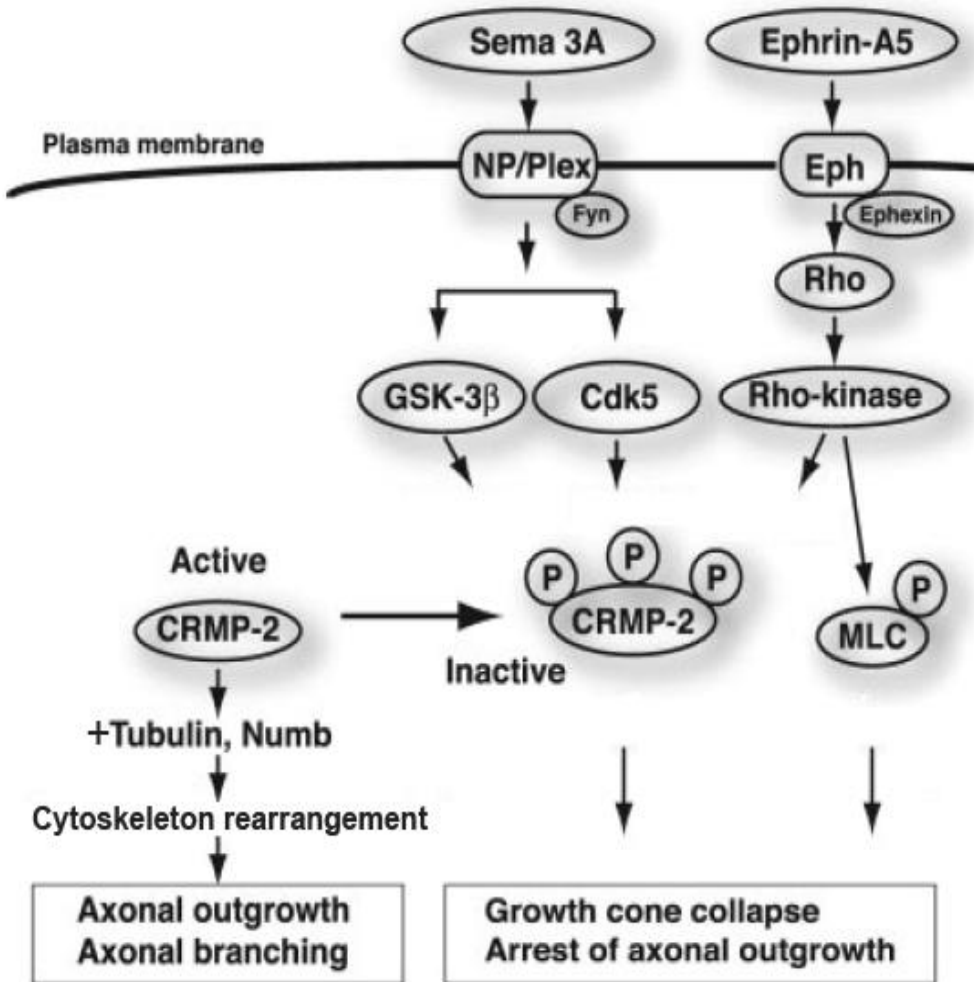 Sema 3A
Ephrin-A5
Plasma membrane
NP/Plex
Eph
Fyn
Ephexin
Rho
GSK-3β
Cdk5
Rho-kinase
Active
P
P
P
P
CRMP-2
CRMP-2
MLC
Inactive
+Tubulin, Numb
Cytoskeleton rearrangement
Axonal outgrowth
Axonal branching
Growth cone collapse
Arrest of axonal outgrowth